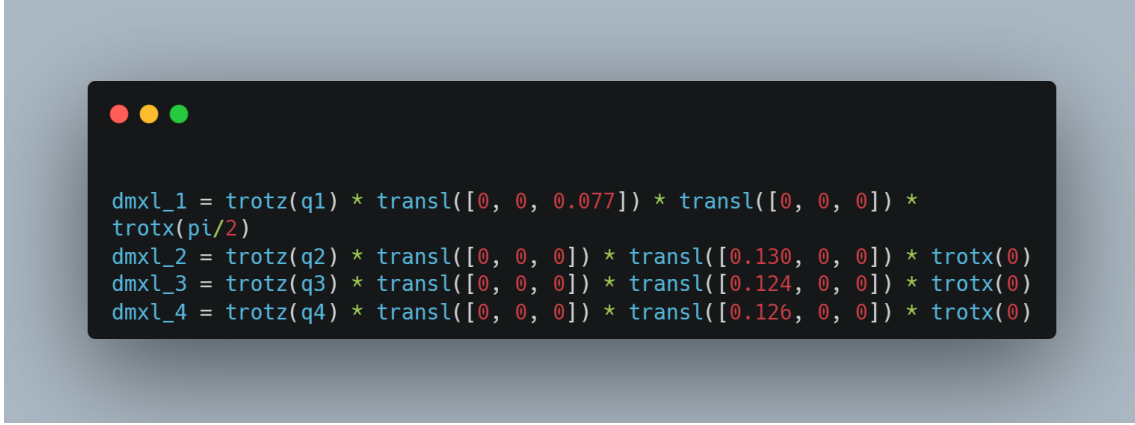 dmxl_1 = trotz(q1) * transl([0, 0, 0.077]) * transl([0, 0, 0]) *
trotx(pi/2)
dmxl_2 = trotz(q2) * transl([0, 0, 0]) * transl([0.130, 0, 0]) * trotx(0)
dmxl_3 = trotz(q3) * transl([0, 0, 0]) * transl([0.124, 0, 0]) * trotx(0)
dmxl_4 = trotz(q4) * transl([0, 0, 0]) * transl([0.126, 0, 0]) * trotx(0)